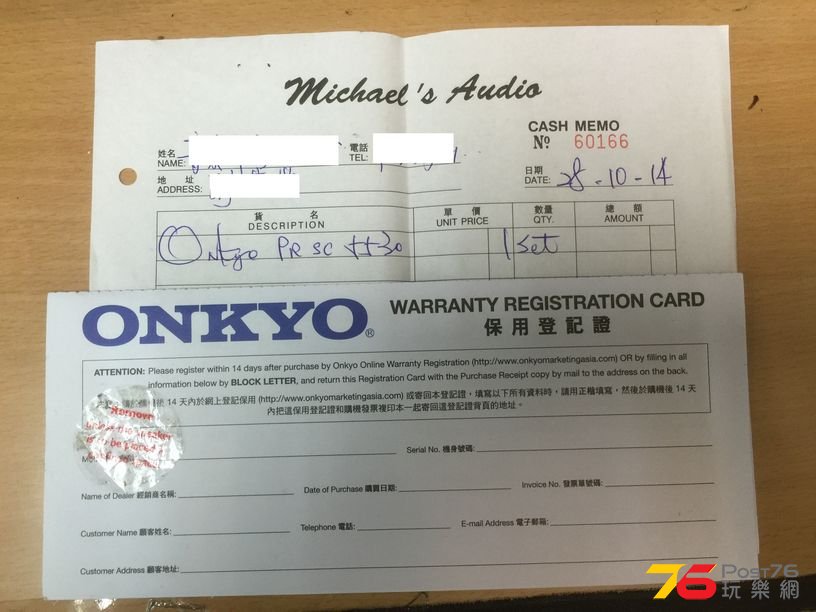 Michael's Audio
CASH MEMO
姓名 NAME:
電話 TEL:
№ 60166
地址 ADDRESS:
日期 DATE: 28-10-14
貨名 DESCRIPTION
單價 UNIT PRICE
數量 QTY.
總額 AMOUNT
Onkyo PR SC 5530 1 set
ONKYO® WARRANTY REGISTRATION CARD
保用登記證
ATTENTION: Please register within 14 days after purchase by Onkyo Online Warranty Registration (http://www.onkyomarketingasia.com) OR by filling in all
information below by BLOCK LETTER, and return this Registration Card with the Purchase Receipt copy by mail to the address on the back.
後 14 天內於網上登記保用 (http://www.onkyomarketingasia.com) 或寄回本登記證，填寫以下所有資料時，請用正楷填寫，然後於購機後 14 天
內把這保用登記證和購機發票複印本一起寄回這登記證背頁的地址。
Serial No. 機身號碼:
Name of Dealer 經銷商名稱:
Date of Purchase 購買日期:
Invoice No. 發票單號碼:
Customer Name 顧客姓名:
Telephone 電話:
E-mail Address 電子郵箱:
Customer Address 顧客地址:
76 POST76
玩樂網